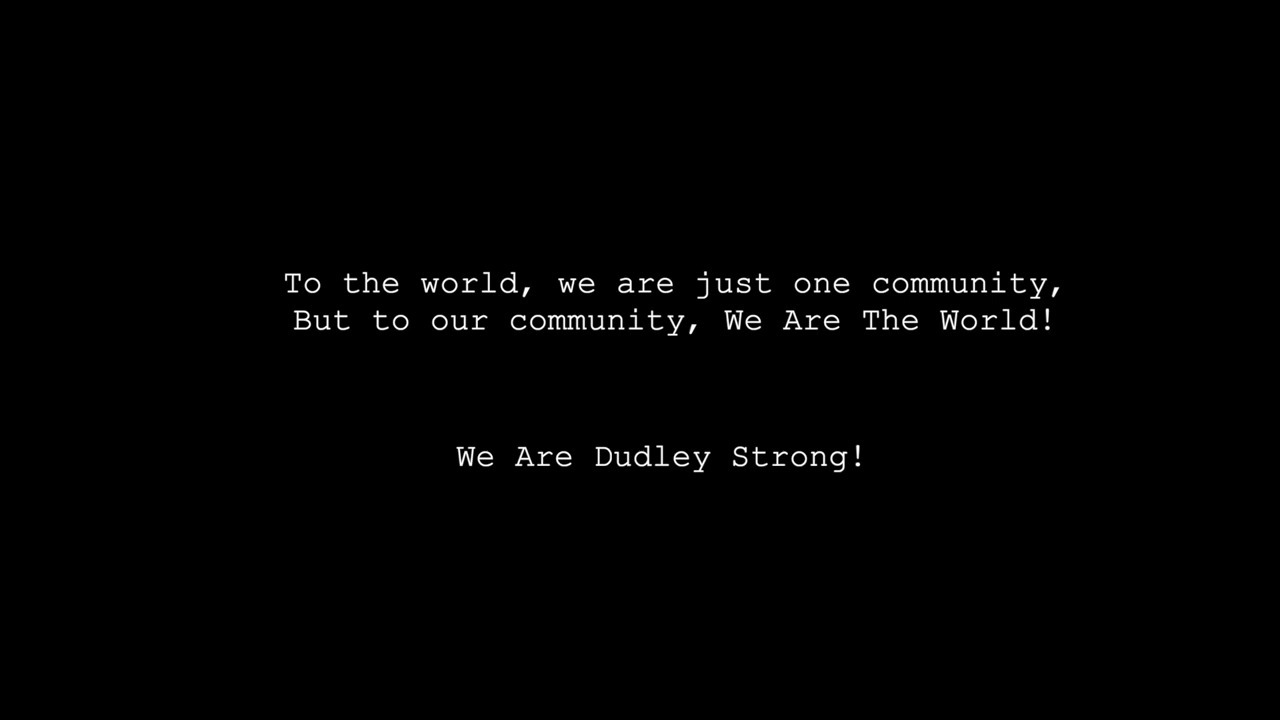 To the world, we are just one community,
But to our community, We Are The World!
We Are Dudley Strong!